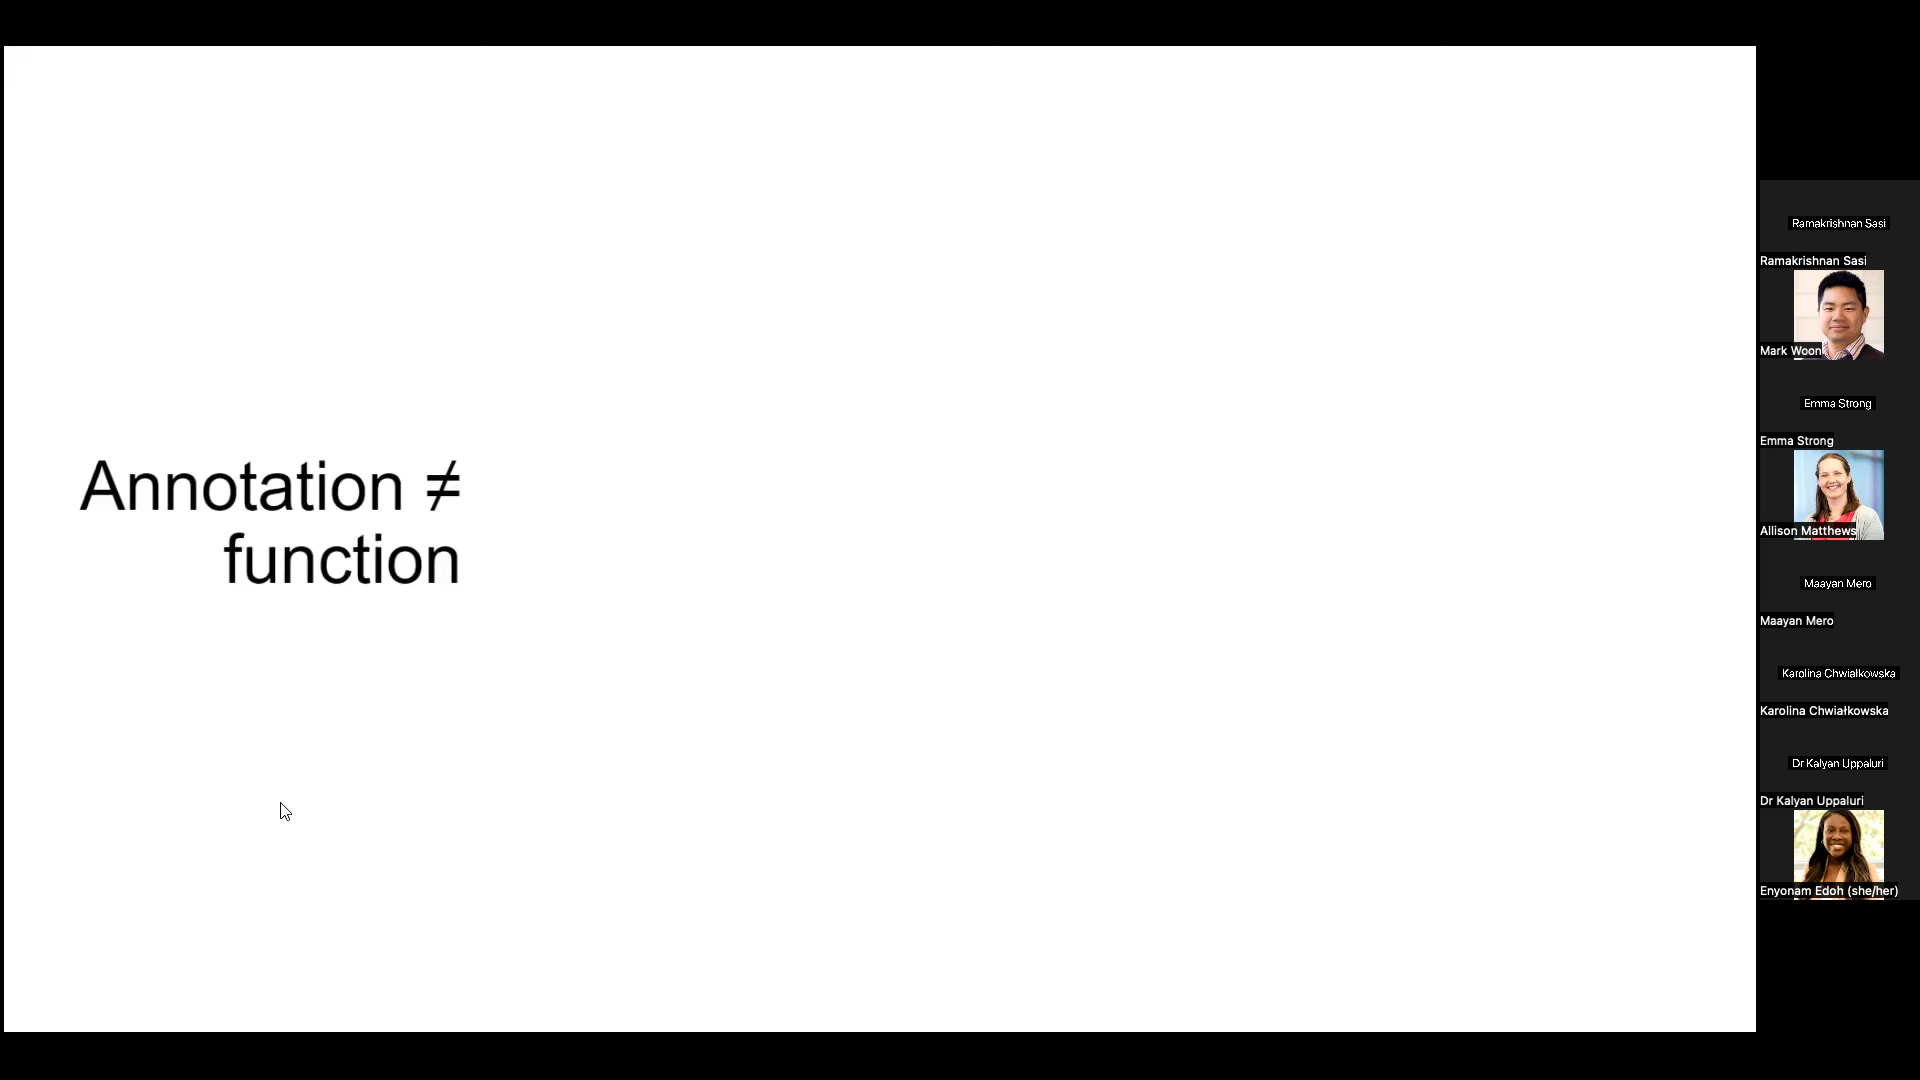 Annotation ≠
function
Ramakrishnan Sasi
Ramakrishnan Sasi
Mark Woon
Emma Strong
Emma Strong
Allison Matthews
Maayan Mero
Maayan Mero
Karolina Chwiałkowska
Karolina Chwiałkowska
Dr Kalyan Uppaluri
Dr Kalyan Uppaluri
Enyonam Edoh (she/her)